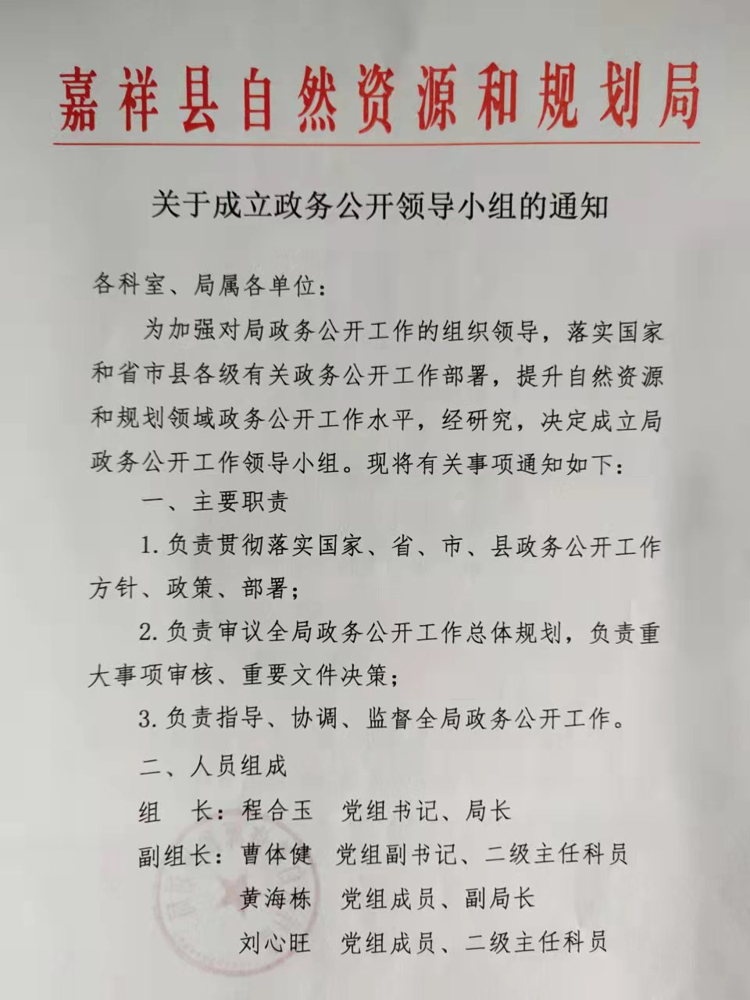 嘉祥县自然资源和规划局
关于成立政务公开领导小组的通知
各科室、局属各单位：
为加强对局政务公开工作的组织领导，落实国家
和省市县各级有关政务公开工作部署，提升自然资源
和规划领域政务公开工作水平，经研究，决定成立局
政务公开工作领导小组。现将有关事项通知如下：
一、主要职责
1.负责贯彻落实国家、省、市、县政务公开工作
方针、政策、部署；
2.负责审议全局政务公开工作总体规划，负责重
大事项审核、重要文件决策；
3.负责指导、协调、监督全局政务公开工作。
二、人员组成
组　长：程合玉　党组书记、局长
副组长：曹体健　党组副书记、二级主任科员
黄海栋　党组成员、副局长
刘心旺　党组成员、二级主任科员